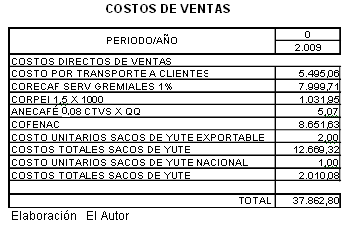 COSTOS DE VENTAS
PERIODO/AÑO 0
2.009
COSTOS DIRECTOS DE VENTAS
COSTO POR TRANSPORTE A CLIENTES 5.495,06
CORECAF SERV GREMIALES 1% 7.999,71
CORPEI 1,5 X 1000 1.031,95
ANECAFÉ 0.08 CTVS X QQ 5,07
COFENAC 8.651,63
COSTO UNITARIOS SACOS DE YUTE EXPORTABLE 2,00
COSTOS TOTALES SACOS DE YUTE 12.669,32
COSTO UNITARIOS SACOS DE YUTE NACIONAL 1,00
COSTOS TOTALES SACOS DE YUTE 2.010,08
TOTAL 37.862,80
Elaboración El Autor